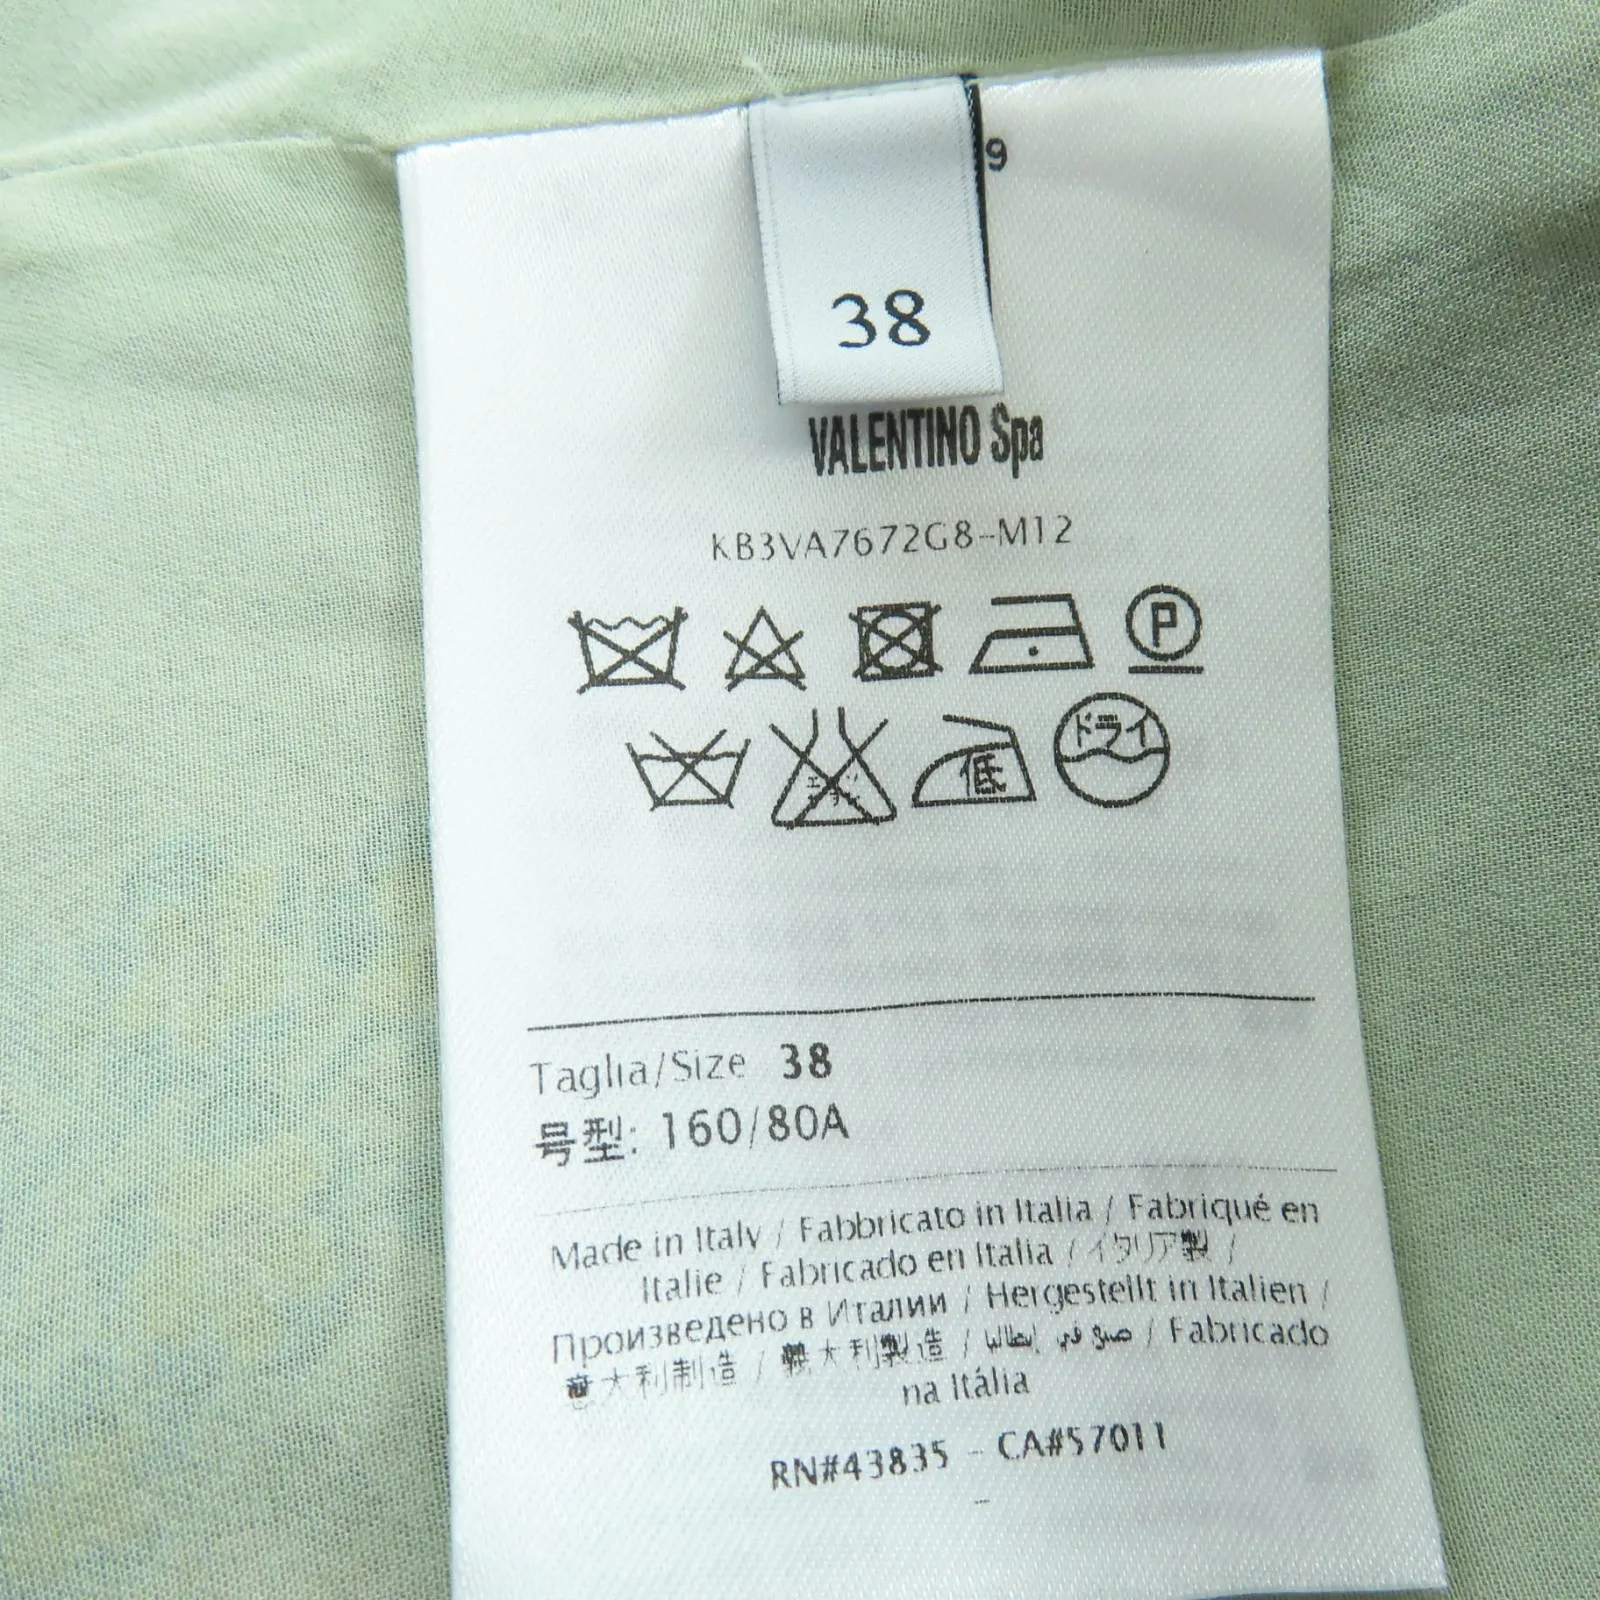 9
38
VALENTINO Spa
KB3VA7672G8-M12
P
ドライ
低
エンソ
Taglia/Size 38
号型: 160/80A
Made in Italy / Fabbricato in Italia / Fabriqué en
Italie / Fabricado en Italia / イタリア製 /
Произведено в Италии / Hergestellt in Italien /
意大利制造 / 義大利製造 / صنع في إيطاليا / Fabricado
na Itália
RN#43835 - CA#57011
-